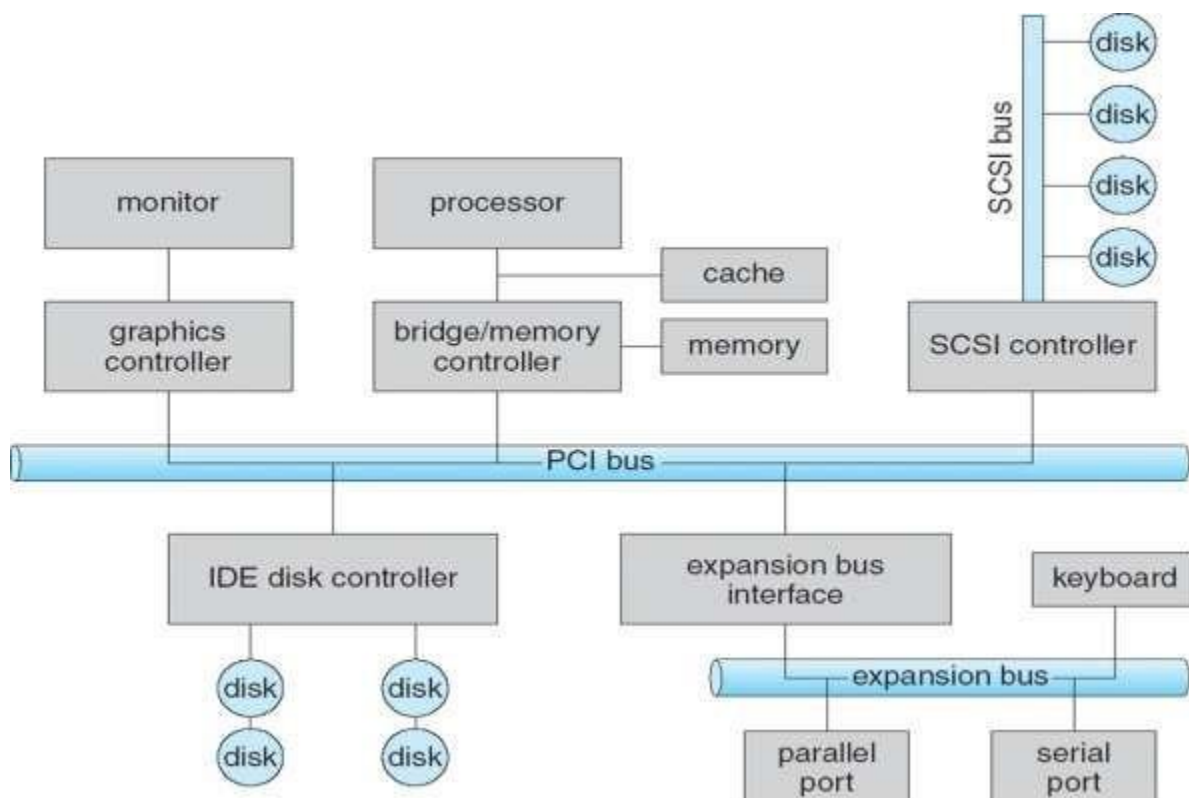 disk
disk
disk
disk
SCSI bus
monitor
processor
cache
graphics
controller
bridge/memory
controller
memory
SCSI controller
PCI bus
IDE disk controller
expansion bus
interface
keyboard
disk
disk
disk
disk
expansion bus
parallel
port
serial
port